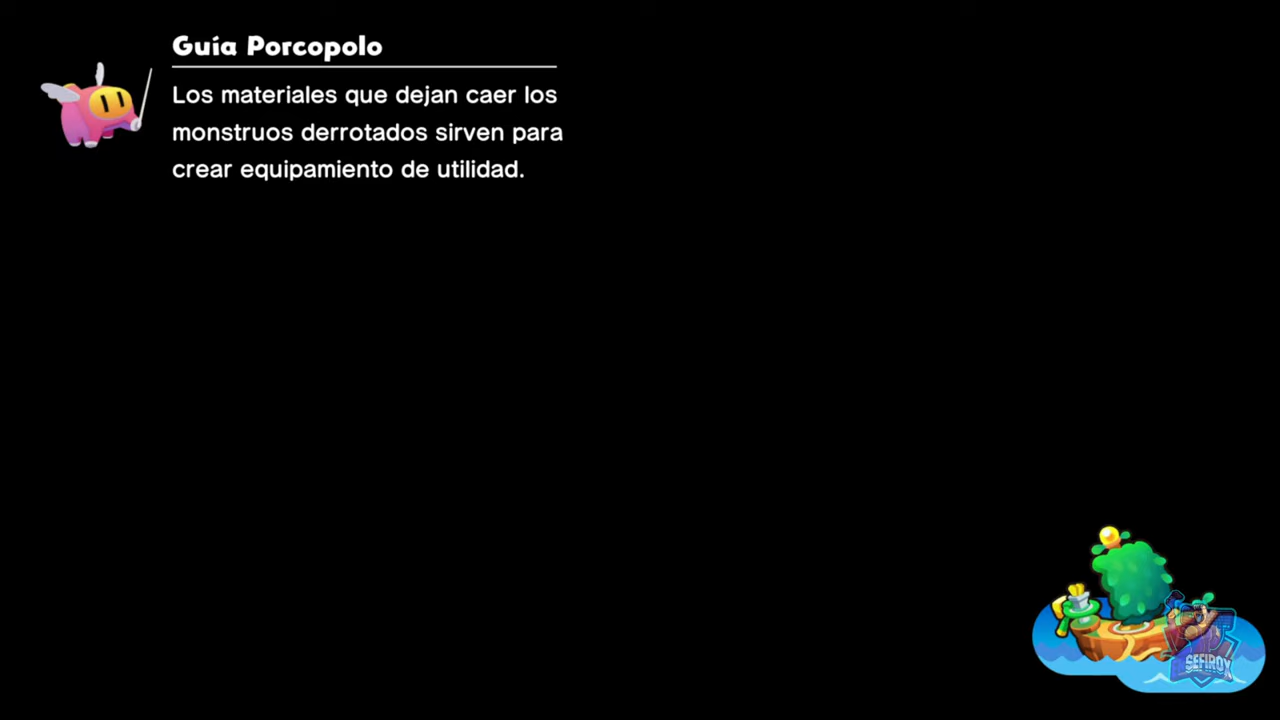 Guía Porcopolo
Los materiales que dejan caer los
monstruos derrotados sirven para
crear equipamiento de utilidad.
SEFIROX